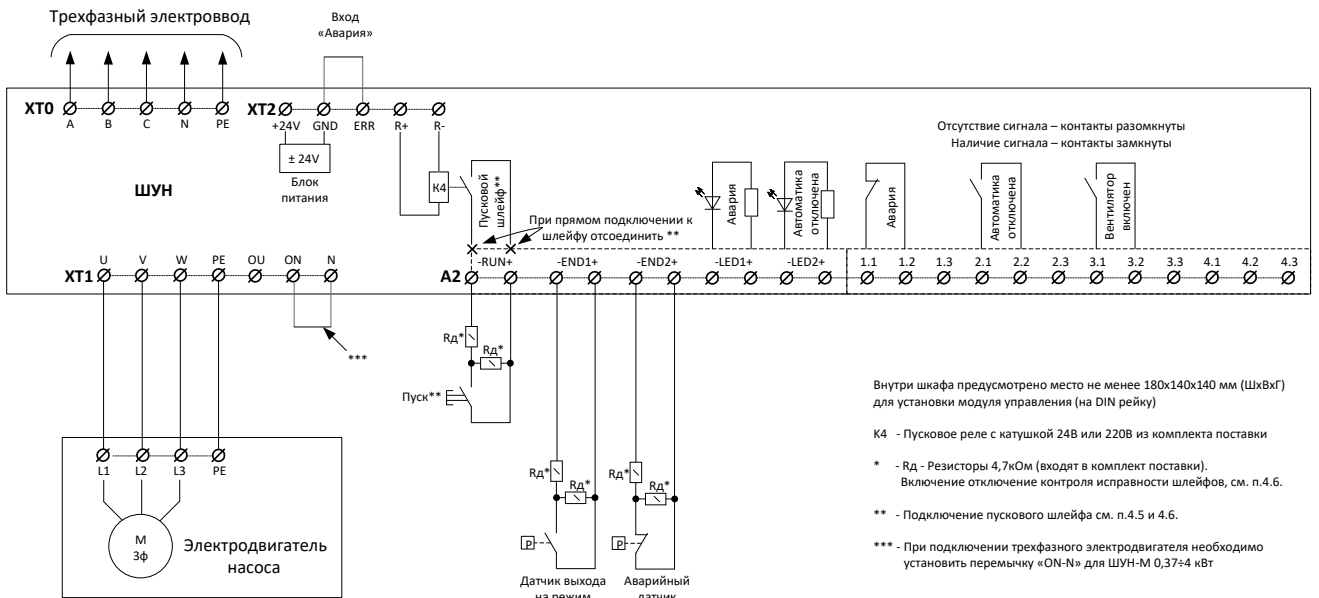 Трехфазный электроввод
Вход
«Авария»
XT0
A
B
C
N
PE
XT2
+24V
GND
ERR
R+
R-
± 24V
Блок
питания
ШУН
K4
Пусковой
шлейф**
При прямом подключении к
шлейфу отсоединить **
Авария
Автоматика
отключена
Отсутствие сигнала – контакты разомкнуты
Наличие сигнала – контакты замкнуты
Авария
Автоматика
отключена
Вентилятор
включен
XT1
U
V
W
PE
OU
ON
N
A2
-RUN+
-END1+
-END2+
-LED1+
-LED2+
1.1
1.2
1.3
2.1
2.2
2.3
3.1
3.2
3.3
4.1
4.2
4.3
***
Rд*
Rд*
Пуск**
Rд*
Rд*
Rд*
Rд*
P
P
Датчик выхода
на режим
Аварийный
датчик
L1
L2
L3
PE
M
3ф
Электродвигатель
насоса
Внутри шкафа предусмотрено место не менее 180х140х140 мм (ШхВхГ)
для установки модуля управления (на DIN рейку)
K4 - Пусковое реле с катушкой 24В или 220В из комплекта поставки
* - Rд - Резисторы 4,7кОм (входят в комплект поставки).
Включение отключение контроля исправности шлейфов, см. п.4.6.
** - Подключение пускового шлейфа см. п.4.5 и 4.6.
*** - При подключении трехфазного электродвигателя необходимо
установить перемычку «ON-N» для ШУН-М 0,37÷4 кВт